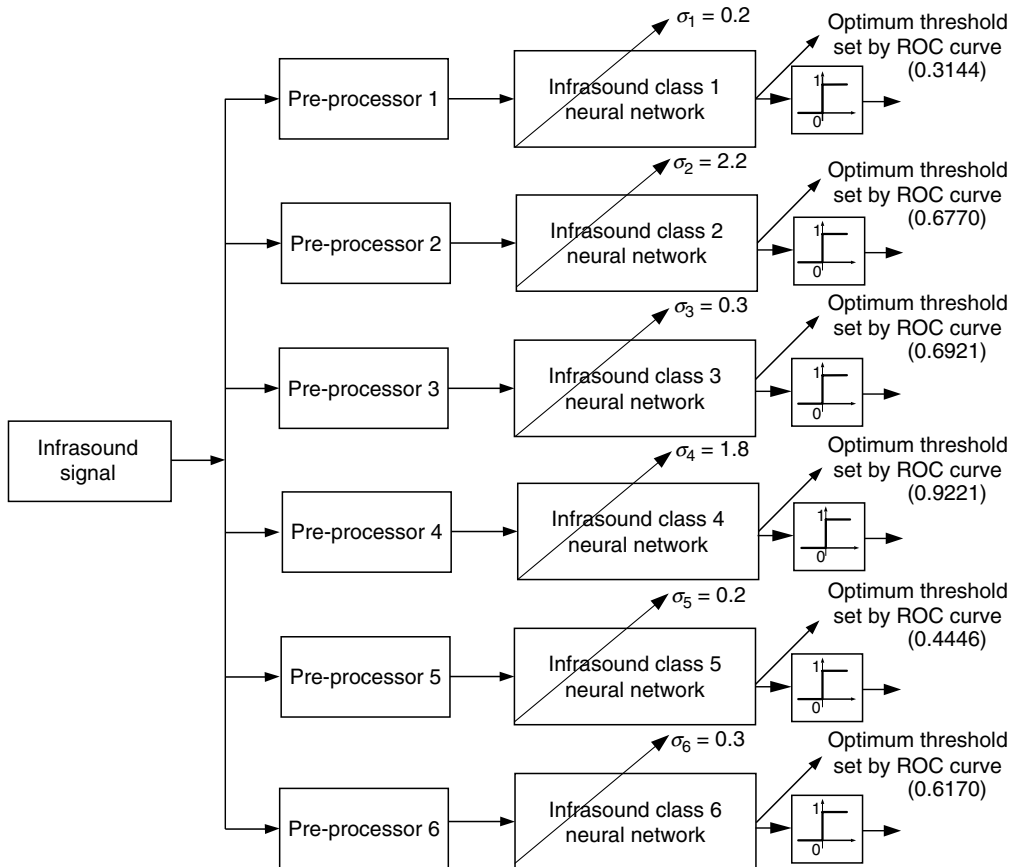 σ1 = 0.2
Optimum threshold
set by ROC curve
(0.3144)
Pre-processor 1
Infrasound class 1
neural network
1
0
σ2 = 2.2
Optimum threshold
set by ROC curve
(0.6770)
Pre-processor 2
Infrasound class 2
neural network
1
0
σ3 = 0.3
Optimum threshold
set by ROC curve
(0.6921)
Pre-processor 3
Infrasound class 3
neural network
1
0
Infrasound
signal
σ4 = 1.8
Optimum threshold
set by ROC curve
(0.9221)
Pre-processor 4
Infrasound class 4
neural network
1
0
σ5 = 0.2
Optimum threshold
set by ROC curve
(0.4446)
Pre-processor 5
Infrasound class 5
neural network
1
0
σ6 = 0.3
Optimum threshold
set by ROC curve
(0.6170)
Pre-processor 6
Infrasound class 6
neural network
1
0